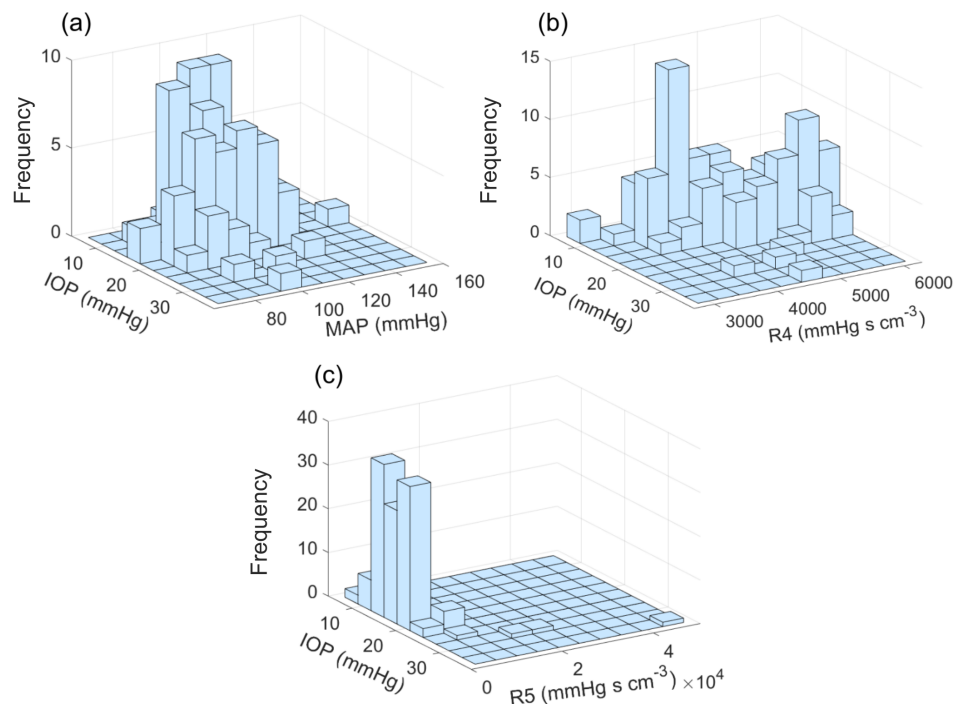 (a)
10
5
0
Frequency
10
20
30
IOP (mmHg)
80
100
120
140
160
MAP (mmHg)
(b)
15
10
5
0
Frequency
10
20
30
IOP (mmHg)
3000
4000
5000
6000
R4 (mmHg s cm⁻³)
(c)
40
30
20
10
0
Frequency
10
20
30
IOP (mmHg)
0
2
4
×10⁴
R5 (mmHg s cm⁻³)